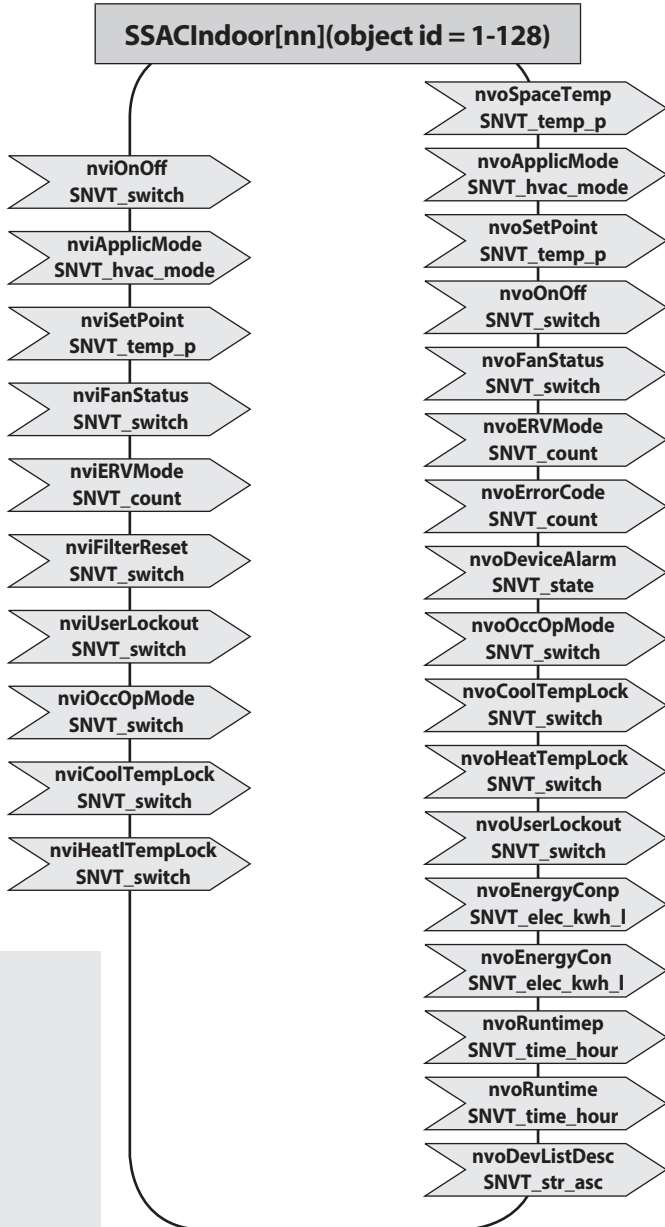 SSACIndoor[nn](object id = 1-128)
nviOnOff
SNVT_switch
nviApplicMode
SNVT_hvac_mode
nviSetPoint
SNVT_temp_p
nviFanStatus
SNVT_switch
nviERVMode
SNVT_count
nviFilterReset
SNVT_switch
nviUserLockout
SNVT_switch
nviOccOpMode
SNVT_switch
nviCoolTempLock
SNVT_switch
nviHeatlTempLock
SNVT_switch
nvoSpaceTemp
SNVT_temp_p
nvoApplicMode
SNVT_hvac_mode
nvoSetPoint
SNVT_temp_p
nvoOnOff
SNVT_switch
nvoFanStatus
SNVT_switch
nvoERVMode
SNVT_count
nvoErrorCode
SNVT_count
nvoDeviceAlarm
SNVT_state
nvoOccOpMode
SNVT_switch
nvoCoolTempLock
SNVT_switch
nvoHeatTempLock
SNVT_switch
nvoUserLockout
SNVT_switch
nvoEnergyConp
SNVT_elec_kwh_l
nvoEnergyCon
SNVT_elec_kwh_l
nvoRuntimep
SNVT_time_hour
nvoRuntime
SNVT_time_hour
nvoDevListDesc
SNVT_str_asc